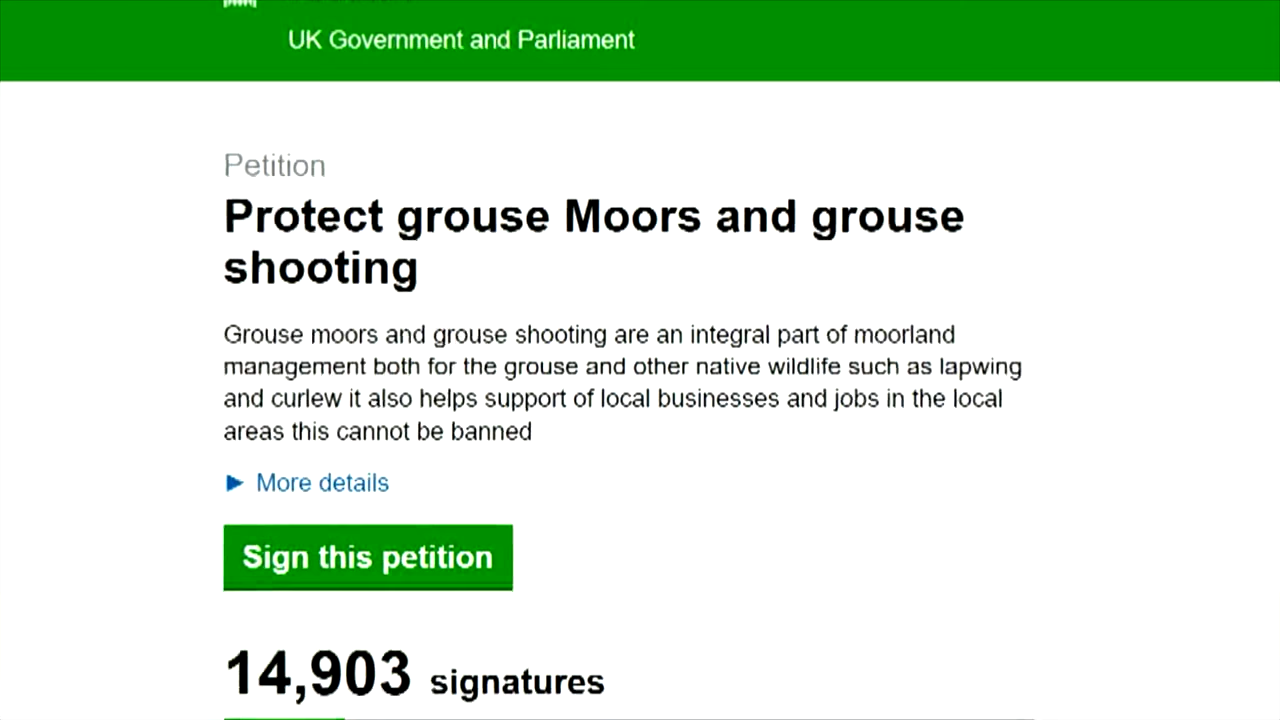 UK Government and Parliament
Petition
Protect grouse Moors and grouse
shooting
Grouse moors and grouse shooting are an integral part of moorland
management both for the grouse and other native wildlife such as lapwing
and curlew it also helps support of local businesses and jobs in the local
areas this cannot be banned
More details
Sign this petition
14,903 signatures